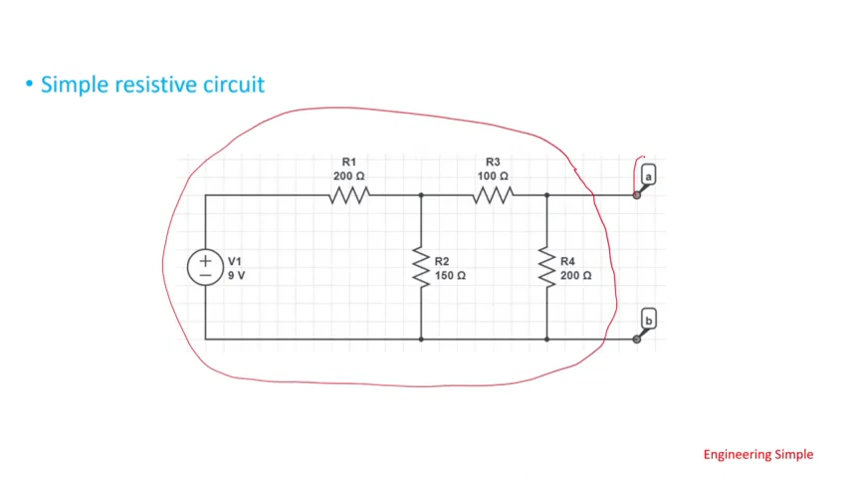 • Simple resistive circuit
R1
200 Ω
R3
100 Ω
a
V1
9 V
R2
150 Ω
R4
200 Ω
b
Engineering Simple